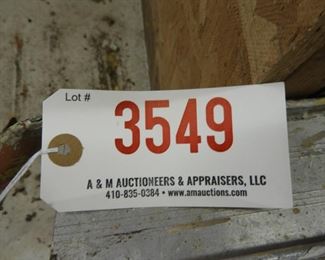 Lot #
3549
A & M AUCTIONEERS & APPRAISERS, LLC
410-835-0384 • www.amauctions.com